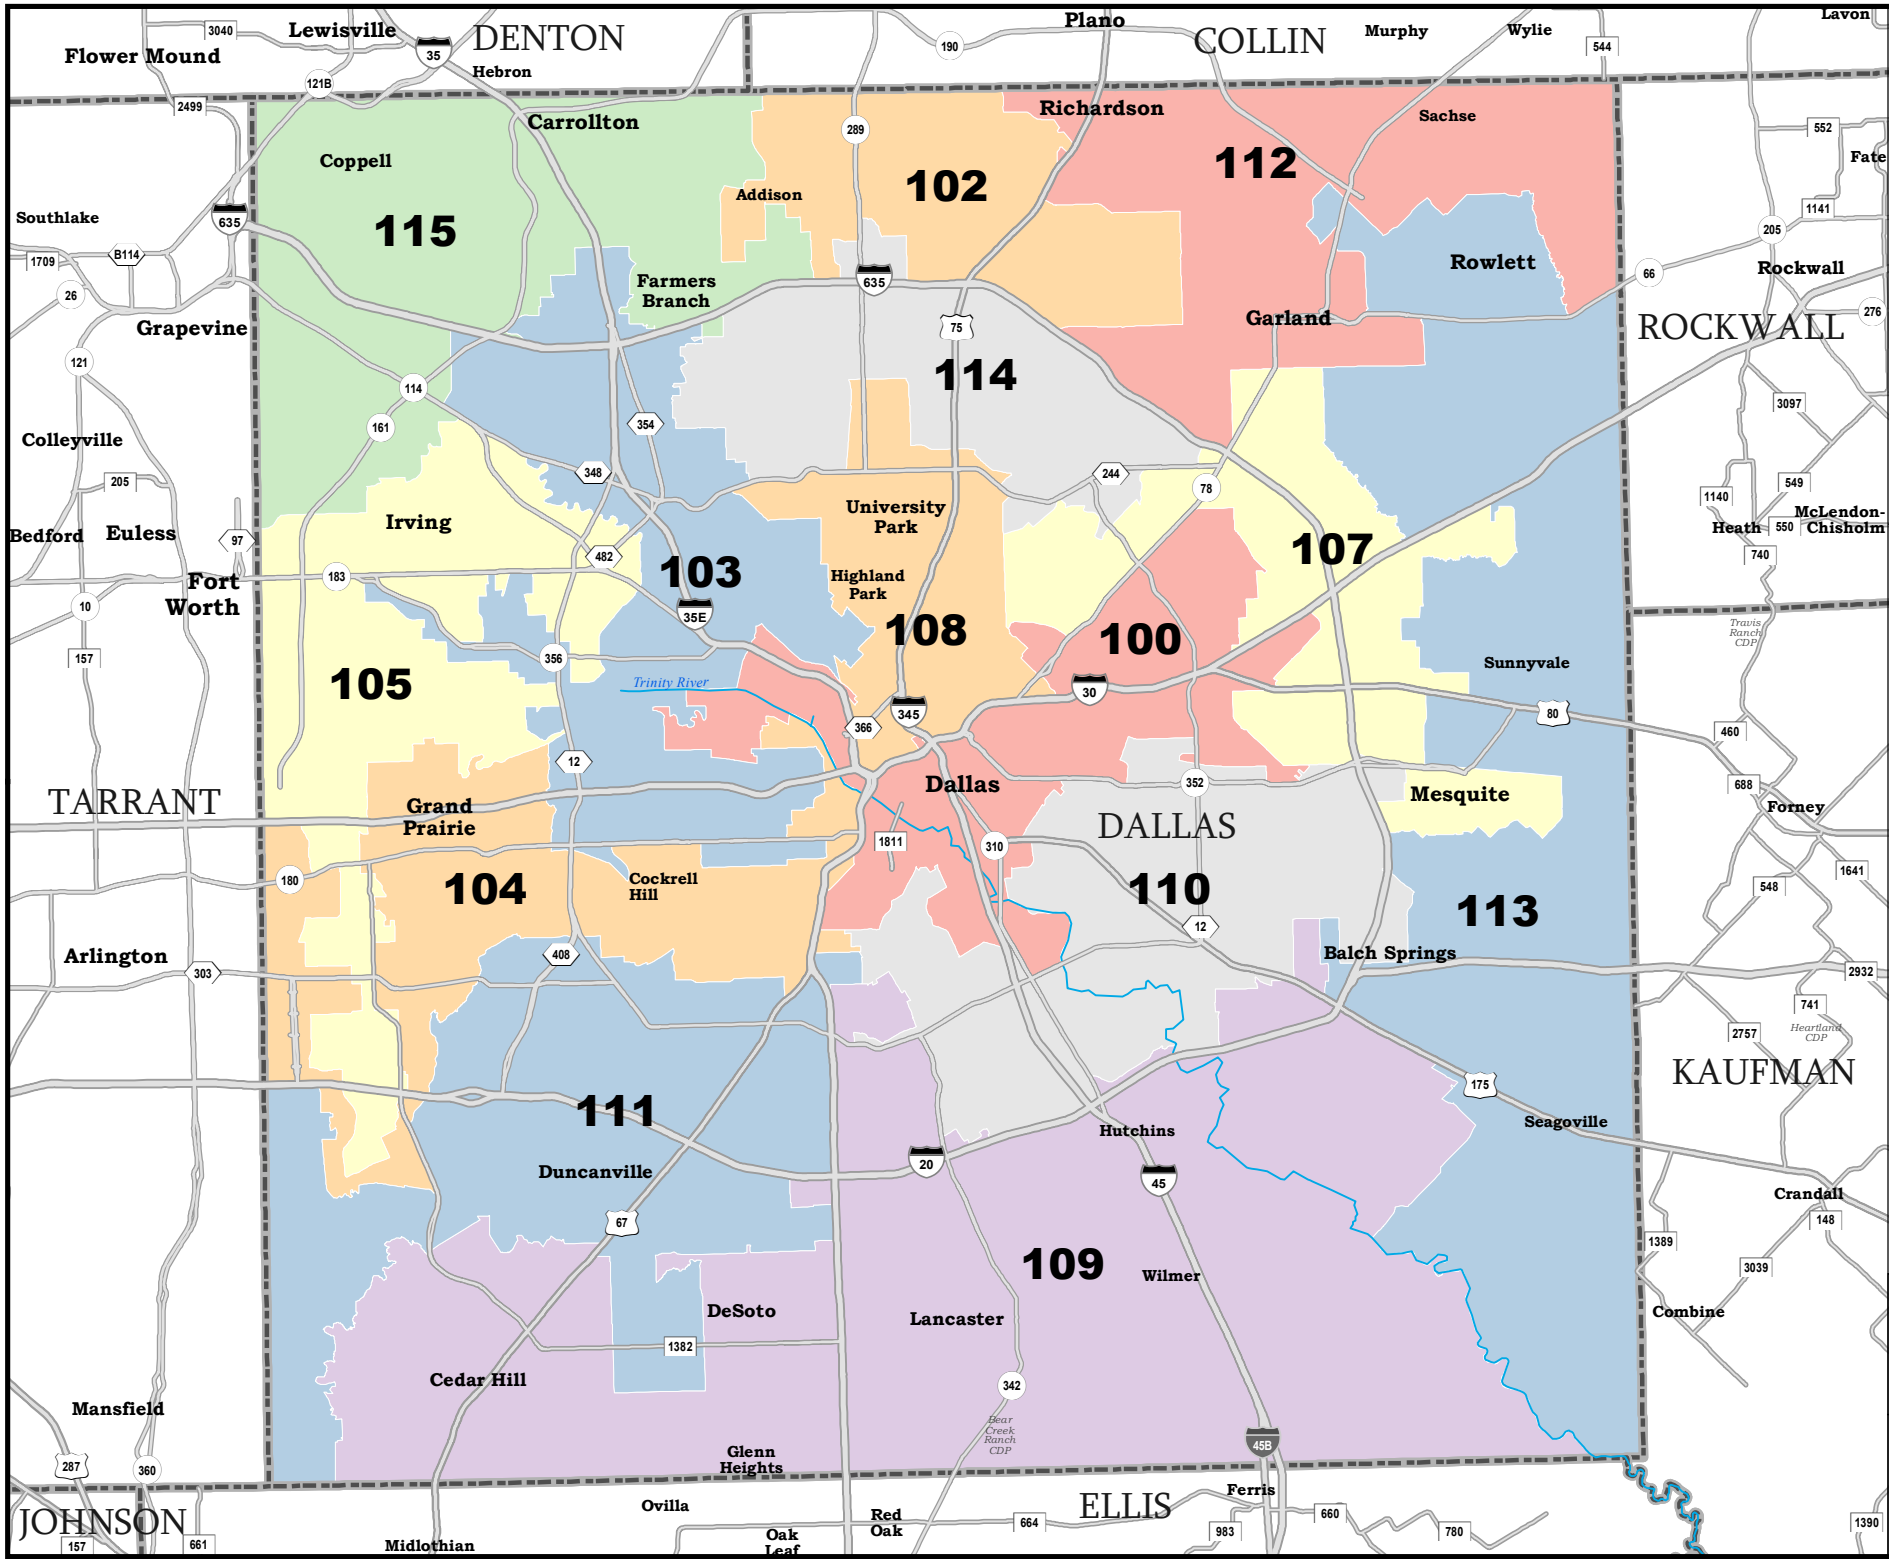 Lavon
3040
Lewisville
DENTON
Plano
COLLIN
Murphy
Wylie
190
544
Flower Mound
35
Hebron
121B
2499
Carrollton
289
Richardson
Sachse
552
Coppell
Fate
112
102
Addison
Southlake
635
115
1141
205
B114
1709
Rowlett
66
Rockwall
26
Farmers
Branch
635
Grapevine
75
Garland
276
ROCKWALL
121
114
114
161
354
3097
Colleyville
348
244
205
78
549
1140
University
Park
McLendon-
Chisholm
Heath
550
Irving
Bedford
Euless
97
482
107
740
103
183
Highland
Park
Fort
Worth
10
35E
108
100
Travis
Ranch
CDP
157
356
Sunnyvale
105
Trinity River
30
345
366
80
460
12
352
688
Dallas
Mesquite
TARRANT
Grand
Prairie
Forney
DALLAS
1811
310
180
104
Cockrell
Hill
110
548
1641
113
12
Arlington
303
408
Balch Springs
2932
741
2757
Heartland
CDP
KAUFMAN
175
111
Hutchins
Seagoville
Duncanville
20
45
Crandall
148
67
1389
109
Wilmer
3039
DeSoto
Lancaster
Combine
1382
Cedar Hill
342
Mansfield
Bear
Creek
Ranch
CDP
45B
Glenn
Heights
287
360
Ferris
JOHNSON
Ovilla
ELLIS
Red
Oak
664
660
983
780
1390
157
661
Midlothian
Oak
Leaf